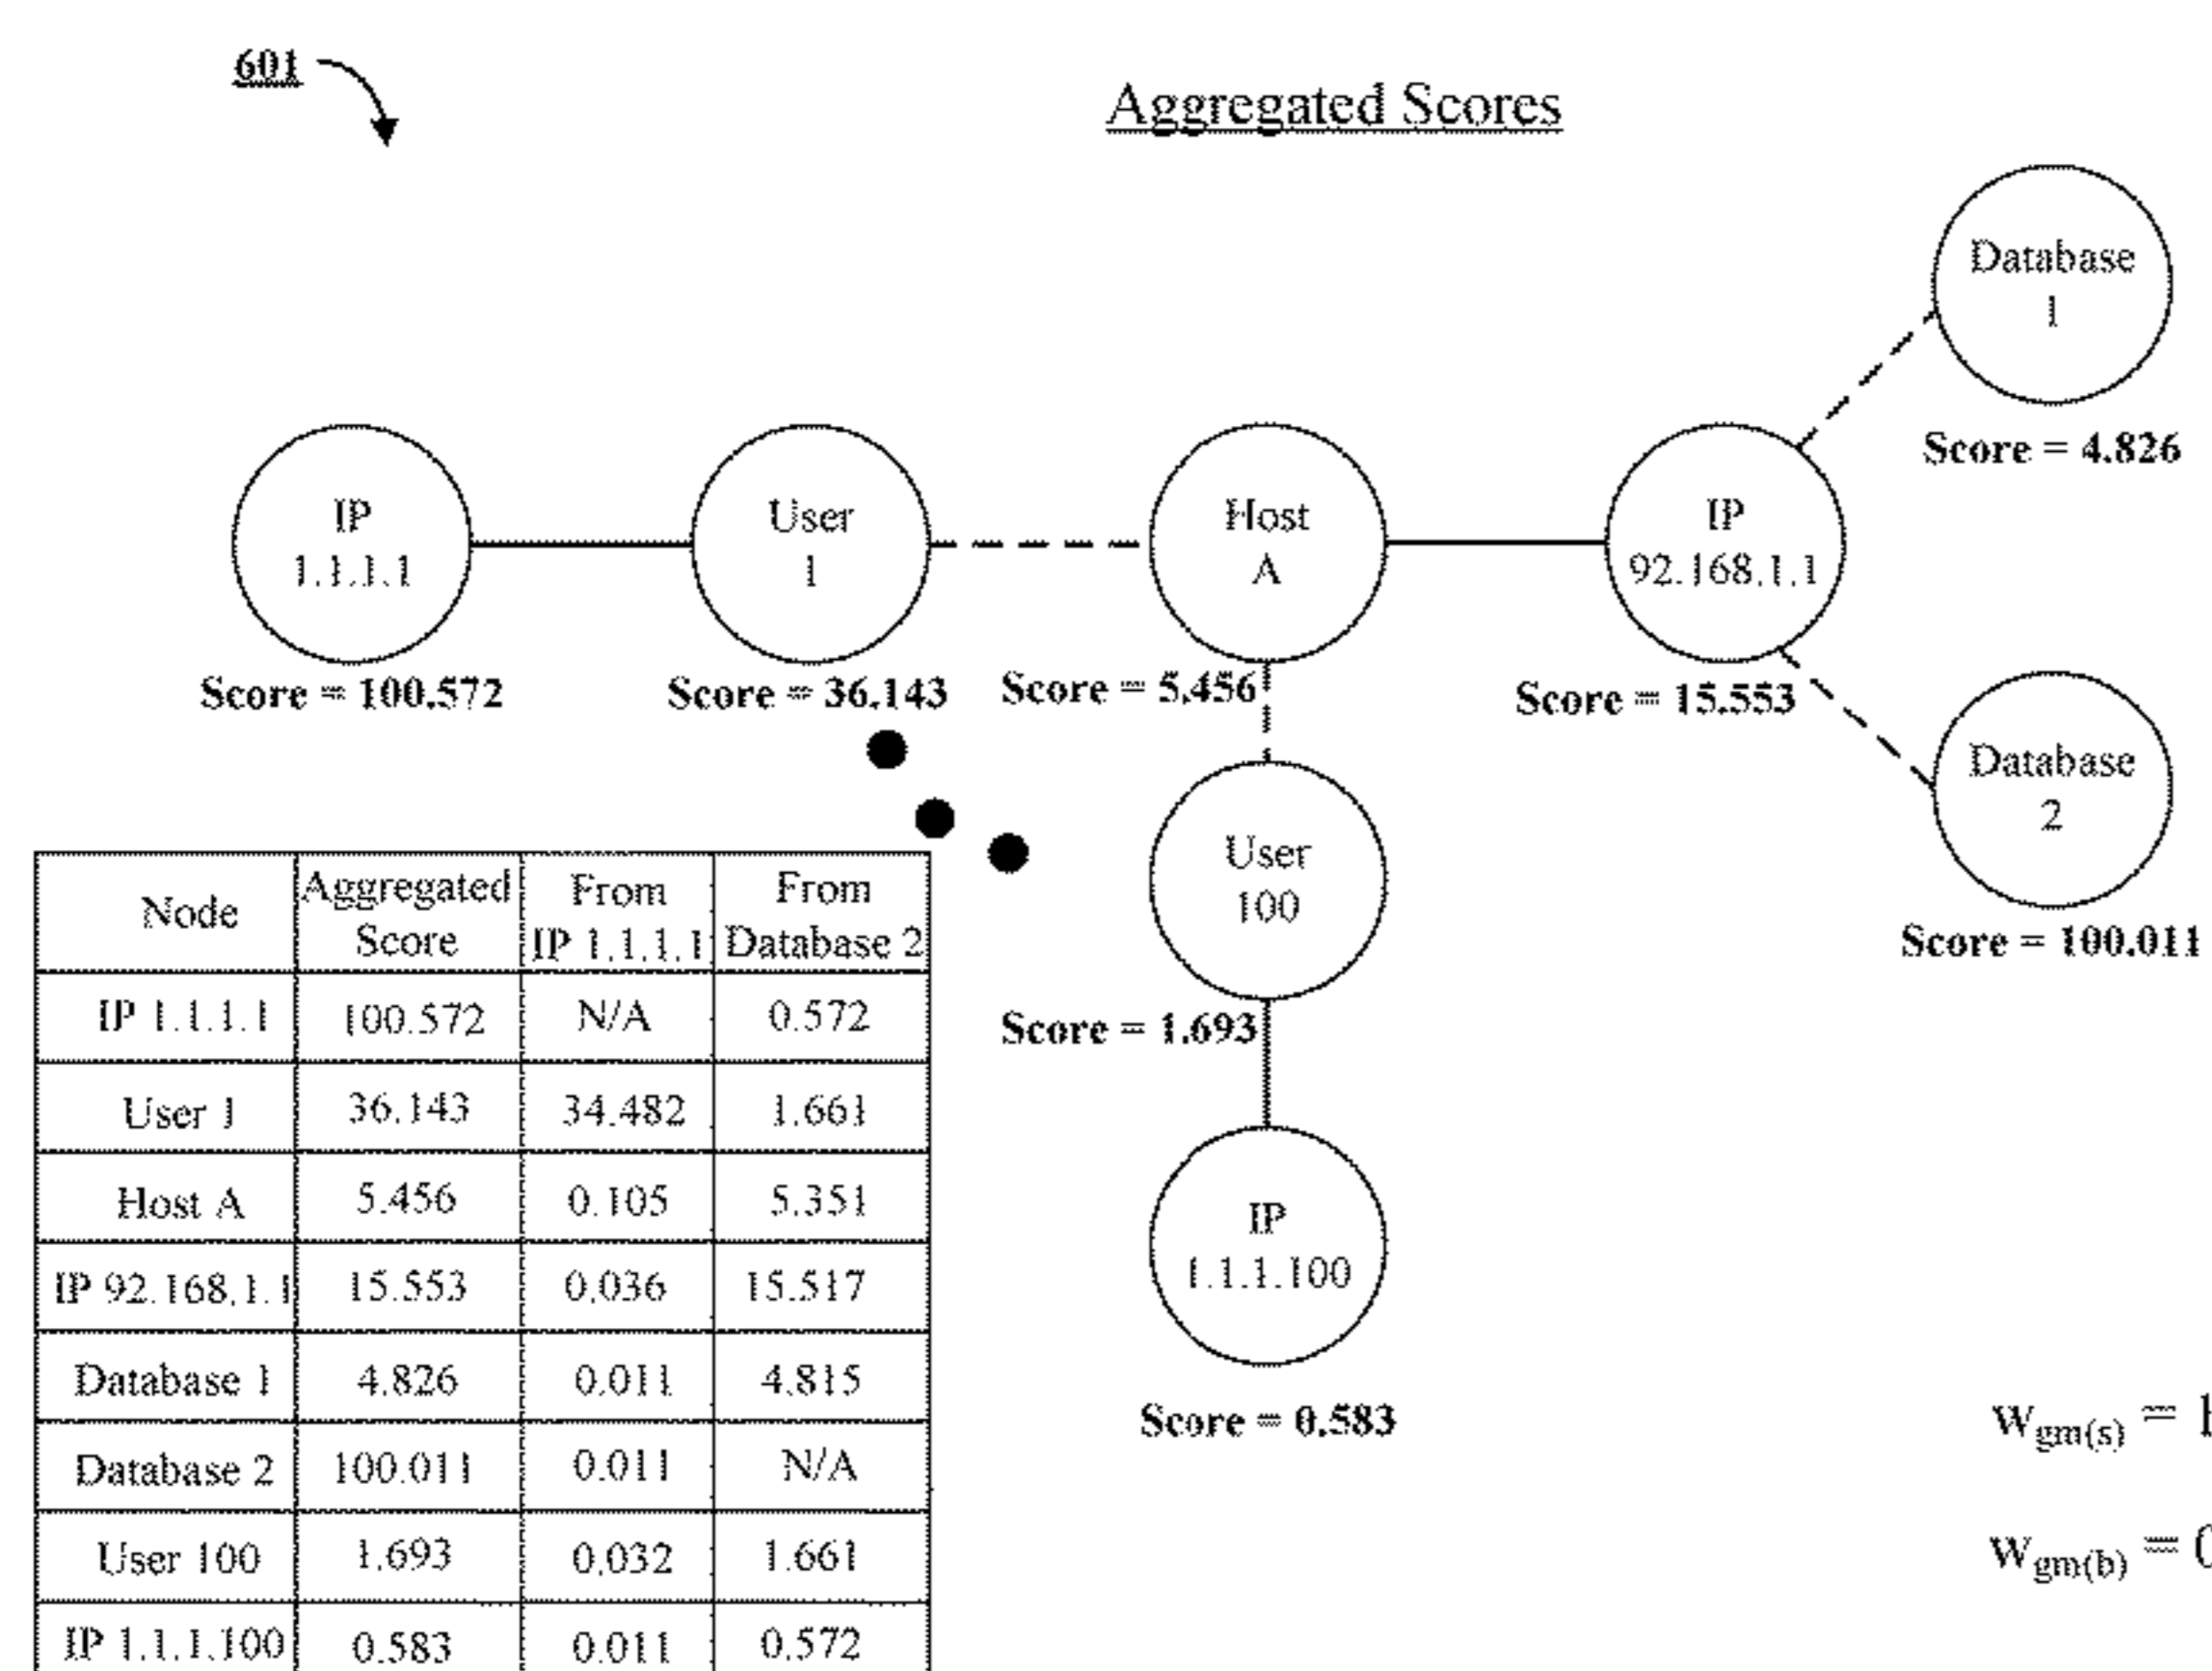 601
Aggregated Scores
Database
1
Score = 4.826
IP
1.1.1.1
Score = 100.572
User
1
Score = 36.143
Host
A
Score = 5.456
IP
92.168.1.1
Score = 15.553
Database
2
Score = 100.011
User
100
Score = 1.693
IP
1.1.1.100
Score = 0.583
Node Aggregated Score From IP 1.1.1.1 From Database 2
IP 1.1.1.1 100.572 N/A 0.572
User 1 36.143 34.482 1.661
Host A 5.456 0.105 5.351
IP 92.168.1.1 15.553 0.036 15.517
Database 1 4.826 0.011 4.815
Database 2 100.011 0.011 N/A
User 100 1.693 0.032 1.661
IP 1.1.1.100 0.583 0.011 0.572
Wgm(s) =
Wgm(b) =